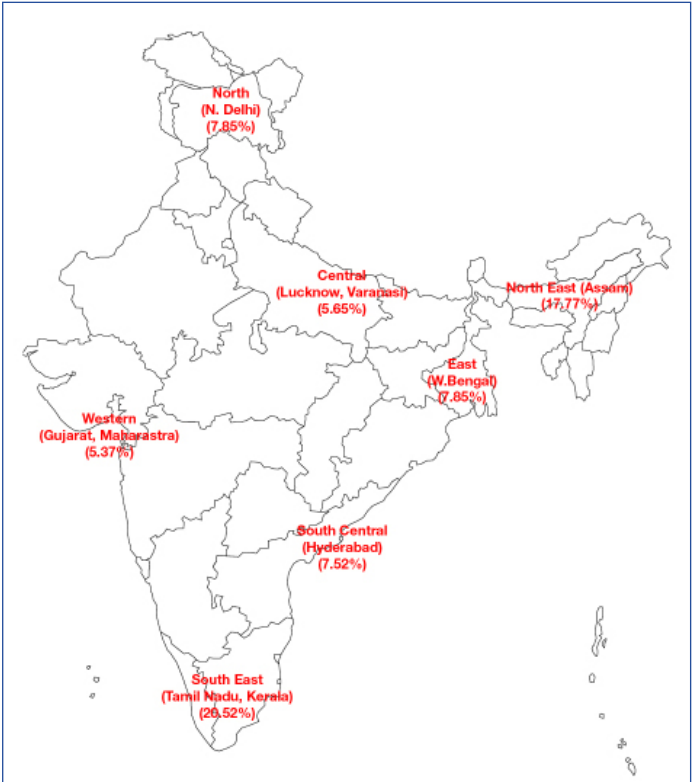 North
(N. Delhi)
(7.85%)
Central
(Lucknow, Varanasi)
(5.65%)
North East (Assam)
(17.77%)
East
(W.Bengal)
(7.85%)
Western
(Gujarat, Maharastra)
(5.37%)
South Central
(Hyderabad)
(7.52%)
South East
(Tamil Nadu, Kerala)
(20.52%)